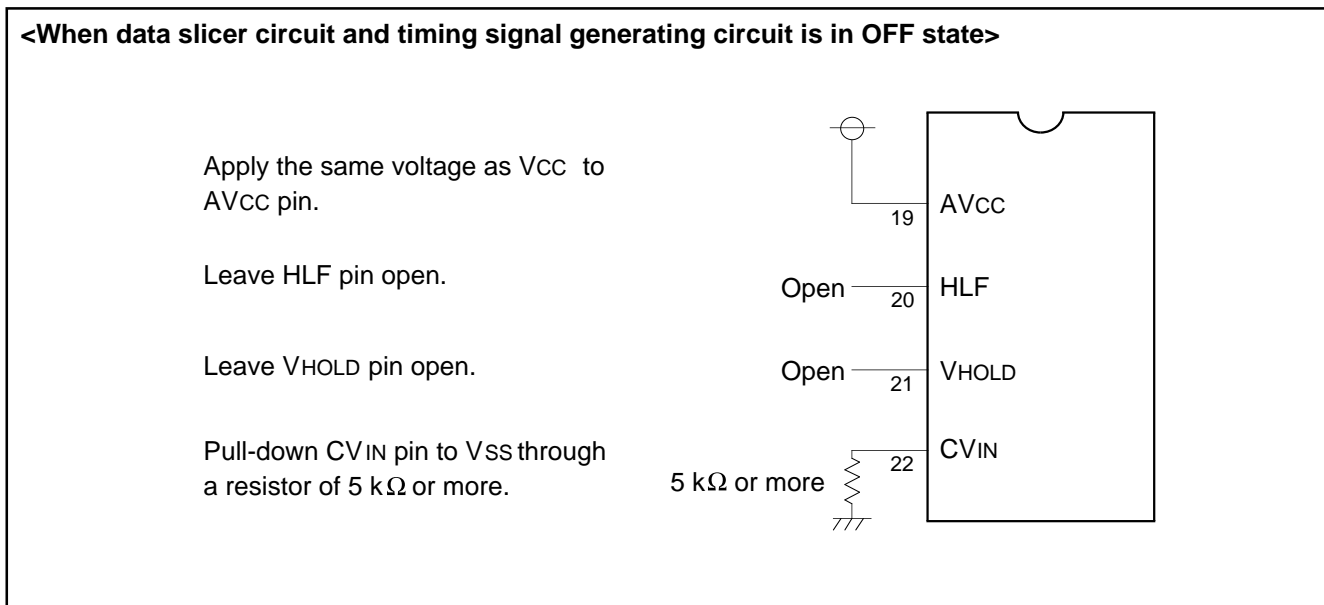 <When data slicer circuit and timing signal generating circuit is in OFF state>
Apply the same voltage as VCC to
AVCC pin.
19 AVCC
Leave HLF pin open.
Open 20 HLF
Leave VHOLD pin open.
Open 21 VHOLD
Pull-down CVIN pin to VSS through
a resistor of 5 kΩ or more.
5 kΩ or more 22 CVIN